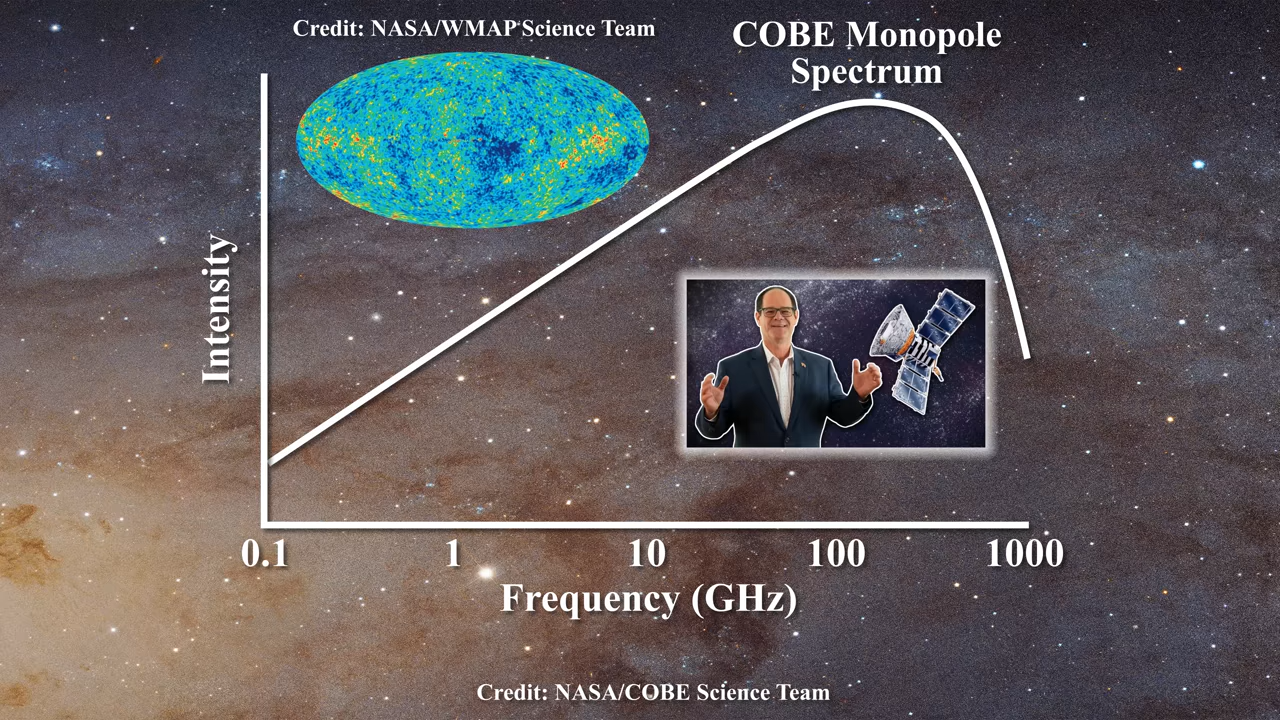 Credit: NASA/WMAP Science Team
COBE Monopole
Spectrum
Intensity
0.1 1 10 100 1000
Frequency (GHz)
Credit: NASA/COBE Science Team